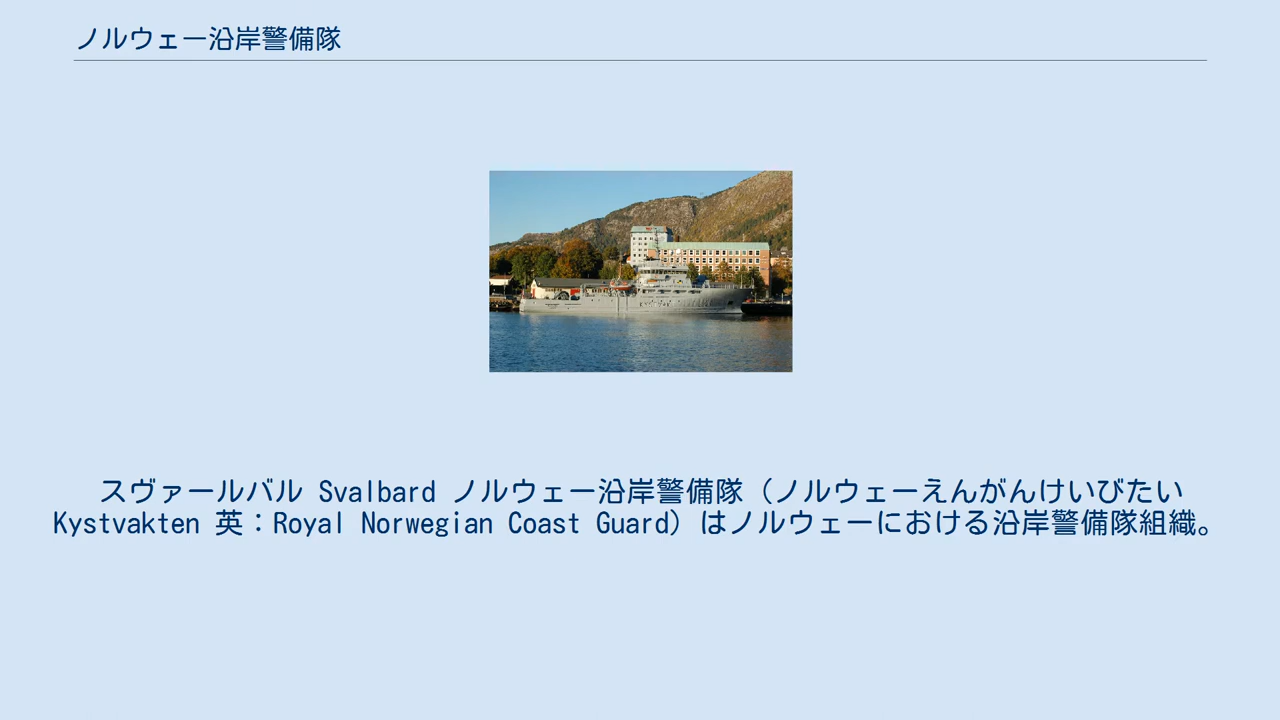 ノルウェー沿岸警備隊
スヴァールバル Svalbard ノルウェー沿岸警備隊（ノルウェーえんがんけいびたい
Kystvakten 英：Royal Norwegian Coast Guard）はノルウェーにおける沿岸警備隊組織。